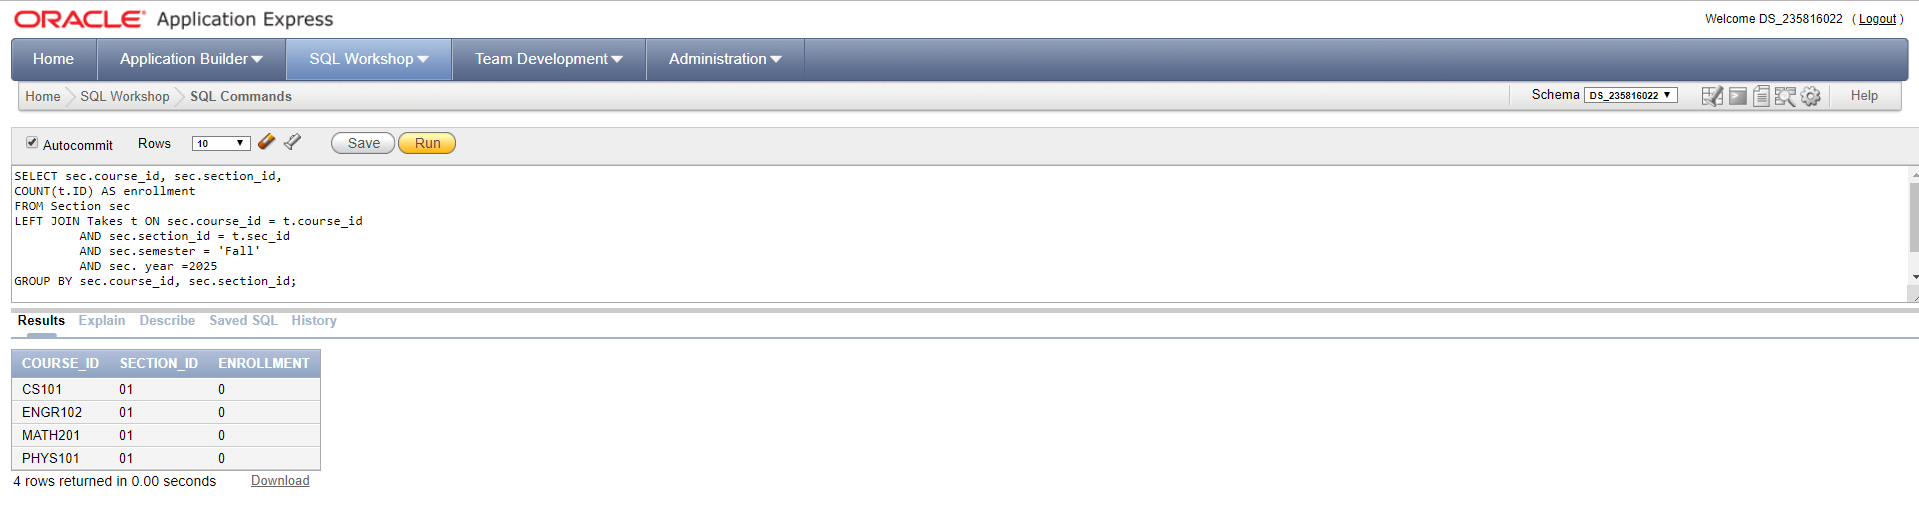 ORACLE Application Express
Welcome DS_235816022 ( Logout )
Home Application Builder SQL Workshop Team Development Administration
Home SQL Workshop SQL Commands Schema DS_235816022 Help
Autocommit Rows 10 Save Run
SELECT sec.course_id, sec.section_id,
COUNT(t.ID) AS enrollment
FROM Section sec
LEFT JOIN Takes t ON sec.course_id = t.course_id
AND sec.section_id = t.sec_id
AND sec.semester = 'Fall'
AND sec. year =2025
GROUP BY sec.course_id, sec.section_id;
Results Explain Describe Saved SQL History
COURSE_ID SECTION_ID ENROLLMENT
CS101 01 0
ENGR102 01 0
MATH201 01 0
PHYS101 01 0
4 rows returned in 0.00 seconds Download